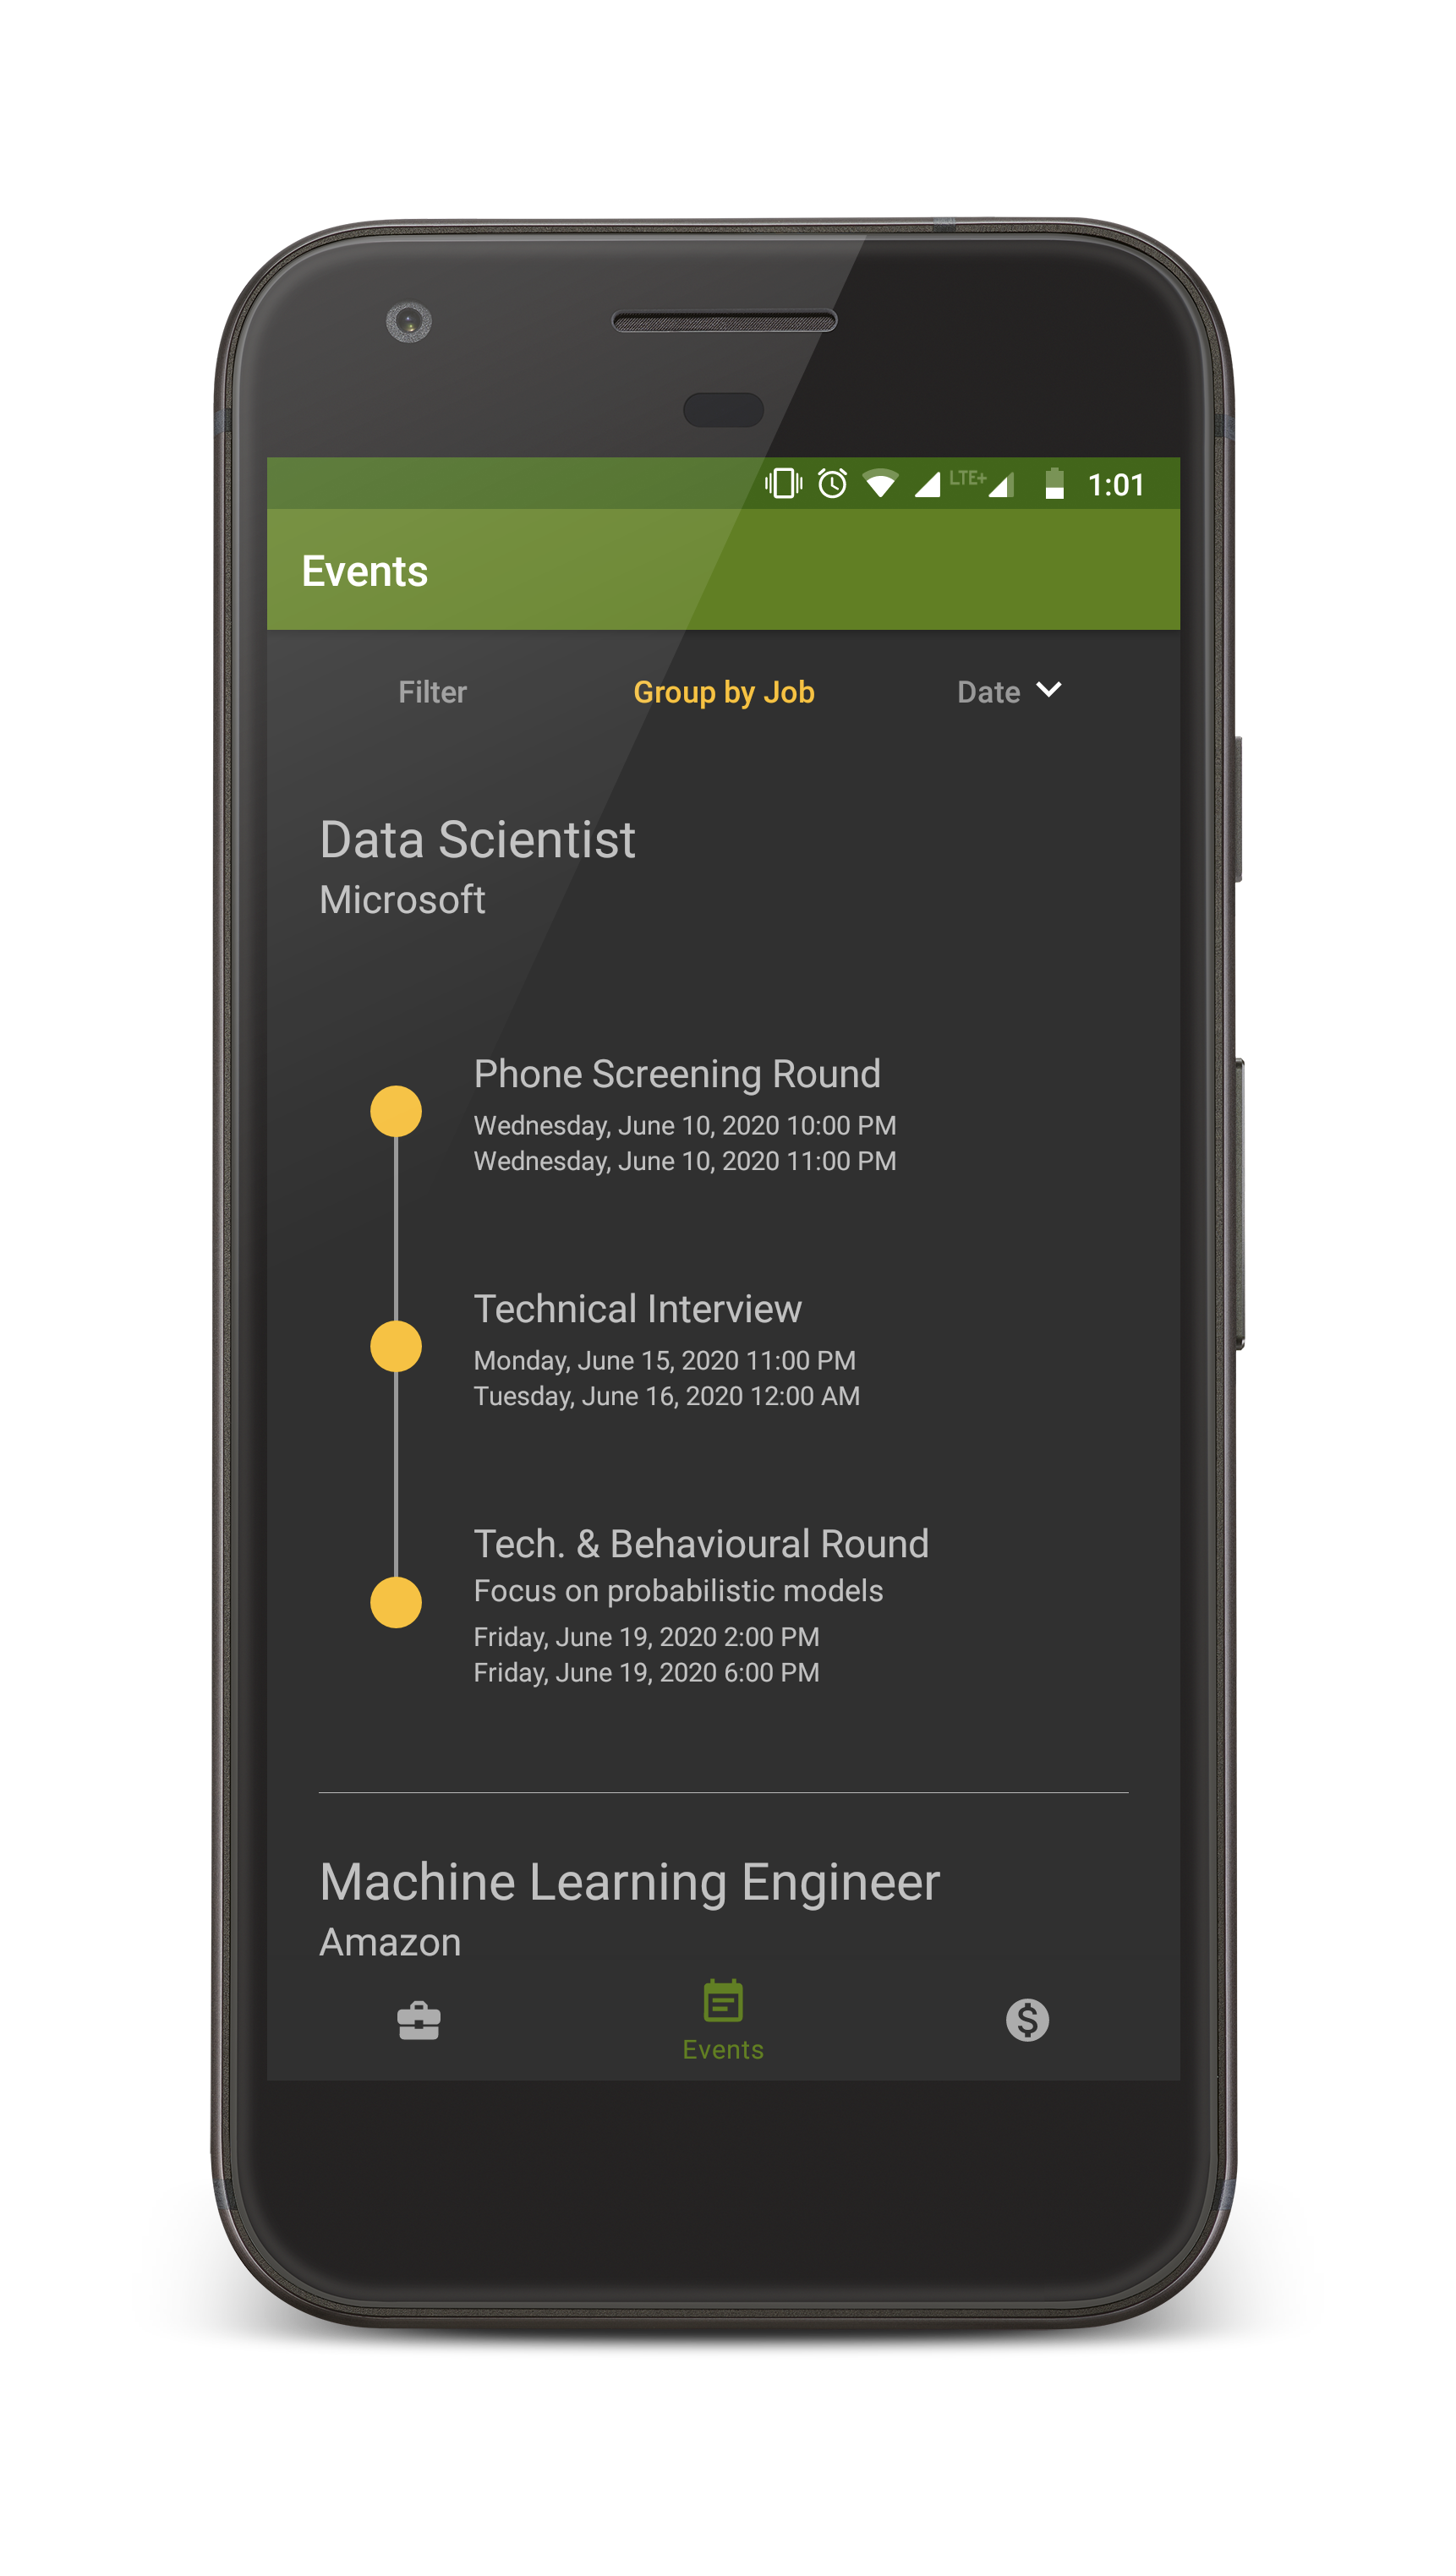 LTE+ 1:01
Events
Filter Group by Job Date
Data Scientist
Microsoft
Phone Screening Round
Wednesday, June 10, 2020 10:00 PM
Wednesday, June 10, 2020 11:00 PM
Technical Interview
Monday, June 15, 2020 11:00 PM
Tuesday, June 16, 2020 12:00 AM
Tech. & Behavioural Round
Focus on probabilistic models
Friday, June 19, 2020 2:00 PM
Friday, June 19, 2020 6:00 PM
Machine Learning Engineer
Amazon
Events